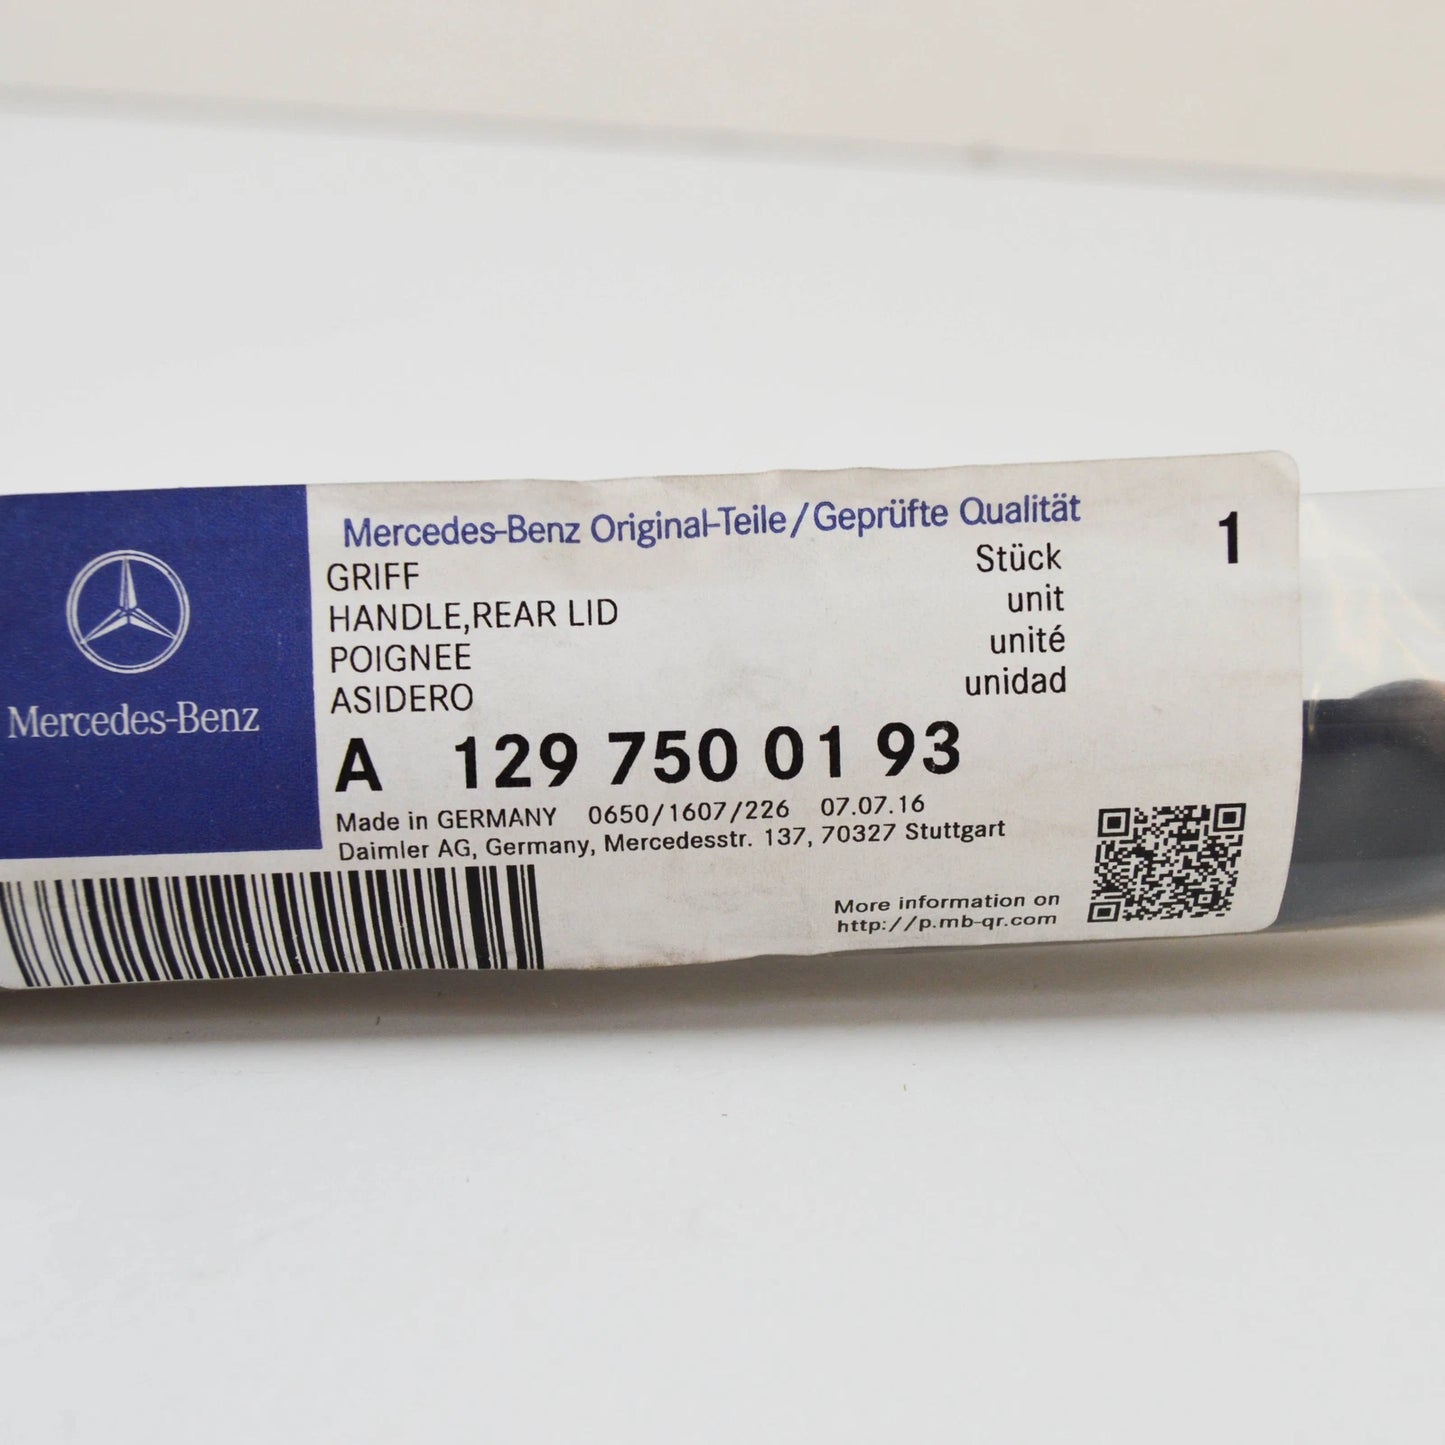 Mercedes-Benz
Mercedes-Benz Original-Teile/Geprüfte Qualität
GRIFF
HANDLE,REAR LID
POIGNEE
ASIDERO
Stück
unit
unité
unidad
1
A 129 750 01 93
Made in GERMANY 0650/1607/226 07.07.16
Daimler AG, Germany, Mercedesstr. 137, 70327 Stuttgart
More information on
http://p.mb-qr.com